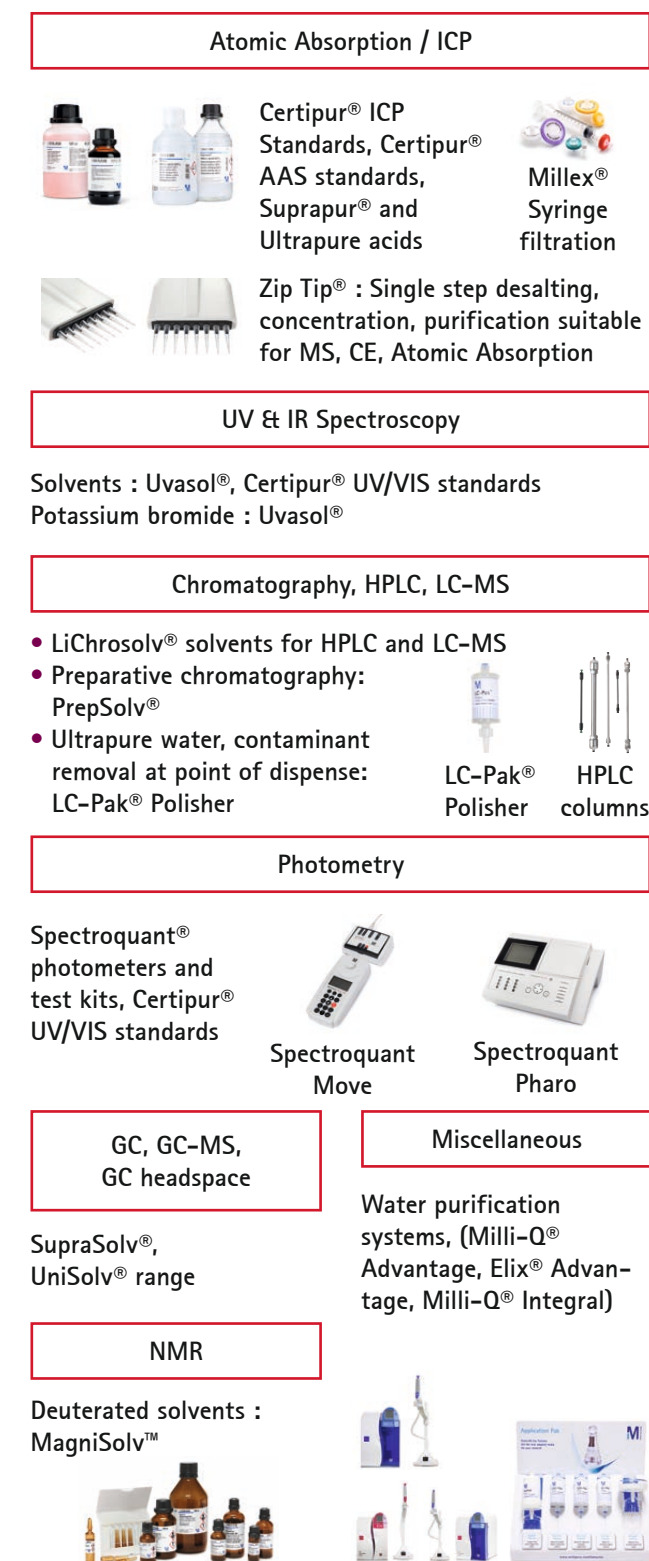 Atomic Absorption / ICP
Certipur® ICP
Standards, Certipur®
AAS standards,
Suprapur® and
Ultrapure acids
Millex®
Syringe
filtration
Zip Tip® : Single step desalting,
concentration, purification suitable
for MS, CE, Atomic Absorption
UV & IR Spectroscopy
Solvents : Uvasol®, Certipur® UV/VIS standards
Potassium bromide : Uvasol®
Chromatography, HPLC, LC-MS
• LiChrosolv® solvents for HPLC and LC-MS
• Preparative chromatography:
PrepSolv®
• Ultrapure water, contaminant
removal at point of dispense:
LC-Pak® Polisher
LC-Pak®
Polisher
HPLC
columns
Photometry
Spectroquant®
photometers and
test kits, Certipur®
UV/VIS standards
Spectroquant
Move
Spectroquant
Pharo
GC, GC-MS,
GC headspace
SupraSolv®,
UniSolv® range
Miscellaneous
Water purification
systems, (Milli-Q®
Advantage, Elix® Advan-
tage, Milli-Q® Integral)
NMR
Deuterated solvents :
MagniSolv™
Application Pak
M